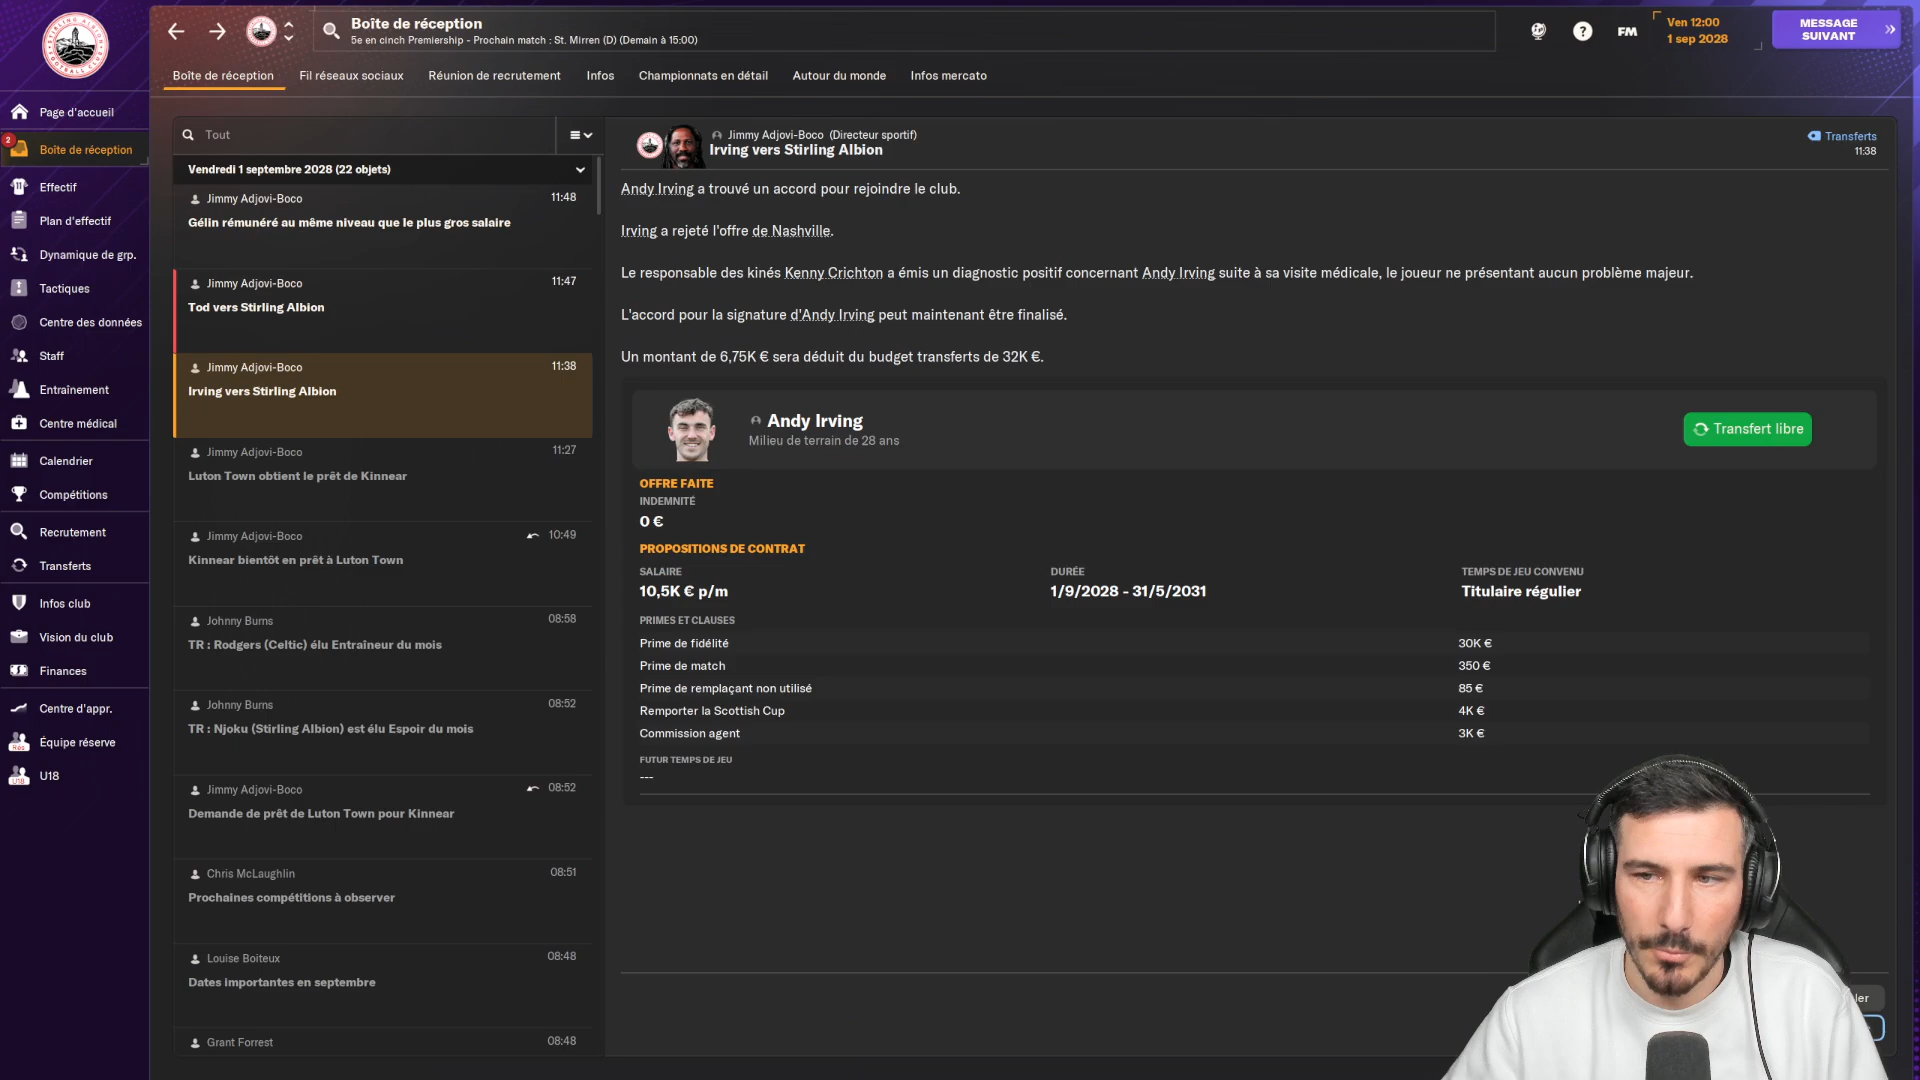 Boîte de réception
5e en cinch Premiership - Prochain match : St. Mirren (D) (Demain à 15:00)
FM
Ven 12:00
1 sep 2028
MESSAGE
SUIVANT
Boîte de réception
Fil réseaux sociaux
Réunion de recrutement
Infos
Championnats en détail
Autour du monde
Infos mercato
Page d'accueil
2
Boîte de réception
Effectif
Plan d'effectif
Dynamique de grp.
Tactiques
Centre des données
Staff
Entraînement
Centre médical
Calendrier
Compétitions
Recrutement
Transferts
Infos club
Vision du club
Finances
Centre d'appr.
Équipe réserve
U18
Tout
Vendredi 1 septembre 2028 (22 objets)
Jimmy Adjovi-Boco 11:48
Gélin rémunéré au même niveau que le plus gros salaire
Jimmy Adjovi-Boco 11:47
Tod vers Stirling Albion
Jimmy Adjovi-Boco 11:38
Irving vers Stirling Albion
Jimmy Adjovi-Boco 11:27
Luton Town obtient le prêt de Kinnear
Jimmy Adjovi-Boco 10:49
Kinnear bientôt en prêt à Luton Town
Johnny Burns 08:58
TR : Rodgers (Celtic) élu Entraîneur du mois
Johnny Burns 08:52
TR : Njoku (Stirling Albion) est élu Espoir du mois
Jimmy Adjovi-Boco 08:52
Demande de prêt de Luton Town pour Kinnear
Chris McLaughlin 08:51
Prochaines compétitions à observer
Louise Boiteux 08:48
Dates importantes en septembre
Grant Forrest 08:48
Jimmy Adjovi-Boco (Directeur sportif)
Irving vers Stirling Albion
Transferts
11:38
Andy Irving a trouvé un accord pour rejoindre le club.
Irving a rejeté l'offre de Nashville.
Le responsable des kinés Kenny Crichton a émis un diagnostic positif concernant Andy Irving suite à sa visite médicale, le joueur ne présentant aucun problème majeur.
L'accord pour la signature d'Andy Irving peut maintenant être finalisé.
Un montant de 6,75K € sera déduit du budget transferts de 32K €.
Andy Irving
Milieu de terrain de 28 ans
Transfert libre
OFFRE FAITE
INDEMNITÉ
0 €
PROPOSITIONS DE CONTRAT
SALAIRE DURÉE TEMPS DE JEU CONVENU
10,5K € p/m 1/9/2028 - 31/5/2031 Titulaire régulier
PRIMES ET CLAUSES
Prime de fidélité 30K €
Prime de match 350 €
Prime de remplaçant non utilisé 85 €
Remporter la Scottish Cup 4K €
Commission agent 3K €
FUTUR TEMPS DE JEU
---